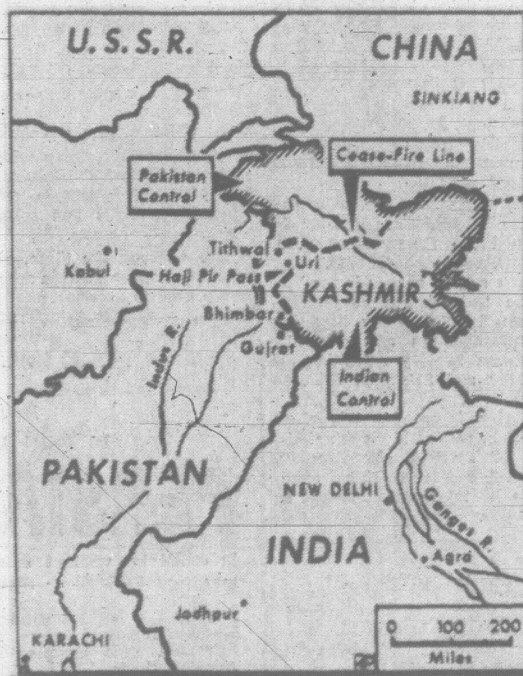 U.S.S.R.
CHINA
SINKIANG
Cease-Fire Line
Pakistan
Control
Tithwal
Uri
Kabul
Haji Pir Pass
KASHMIR
Bhimbar
Gujrat
Indus R.
Indian
Control
PAKISTAN
NEW DELHI
Ganges R.
INDIA
Agra
Jodhpur
KARACHI
0 100 200
Miles